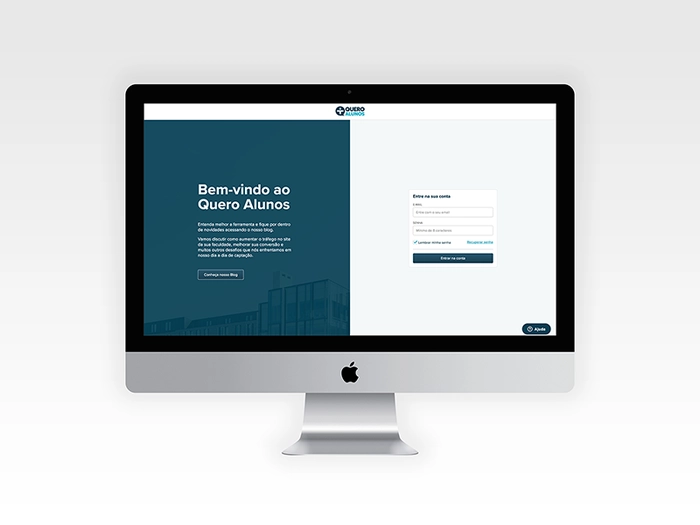 QUERO
ALUNOS
Bem-vindo ao
Quero Alunos
Entenda melhor a ferramenta e fique por dentro
de novidades acessando o nosso blog.
Vamos discutir como aumentar o tráfego no site
da sua faculdade, melhorar sua conversão e
muitos outros desafios que nós enfrentamos em
nosso dia a dia de captação.
Conheça nosso Blog
Entre na sua conta
Entre com o seu email
Mínimo de 8 caracteres
Lembrar minha senha Recuperar senha
Entrar na conta
Ajuda